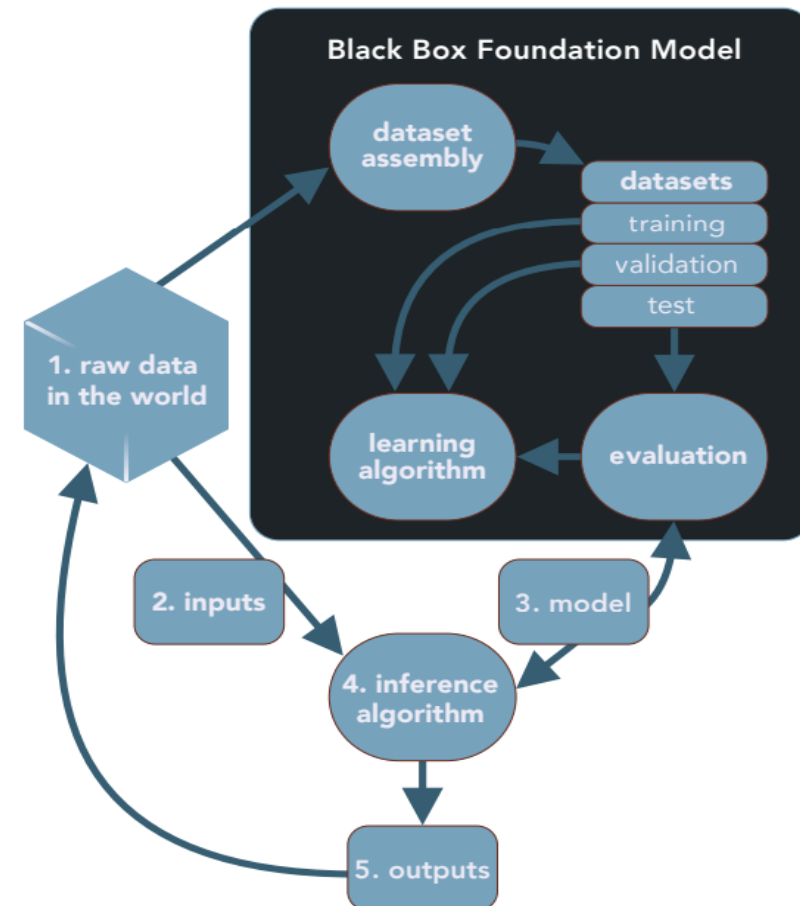 Black Box Foundation Model
dataset
assembly
datasets
training
validation
test
1. raw data
in the world
learning
algorithm
evaluation
2. inputs
3. model
4. inference
algorithm
5. outputs